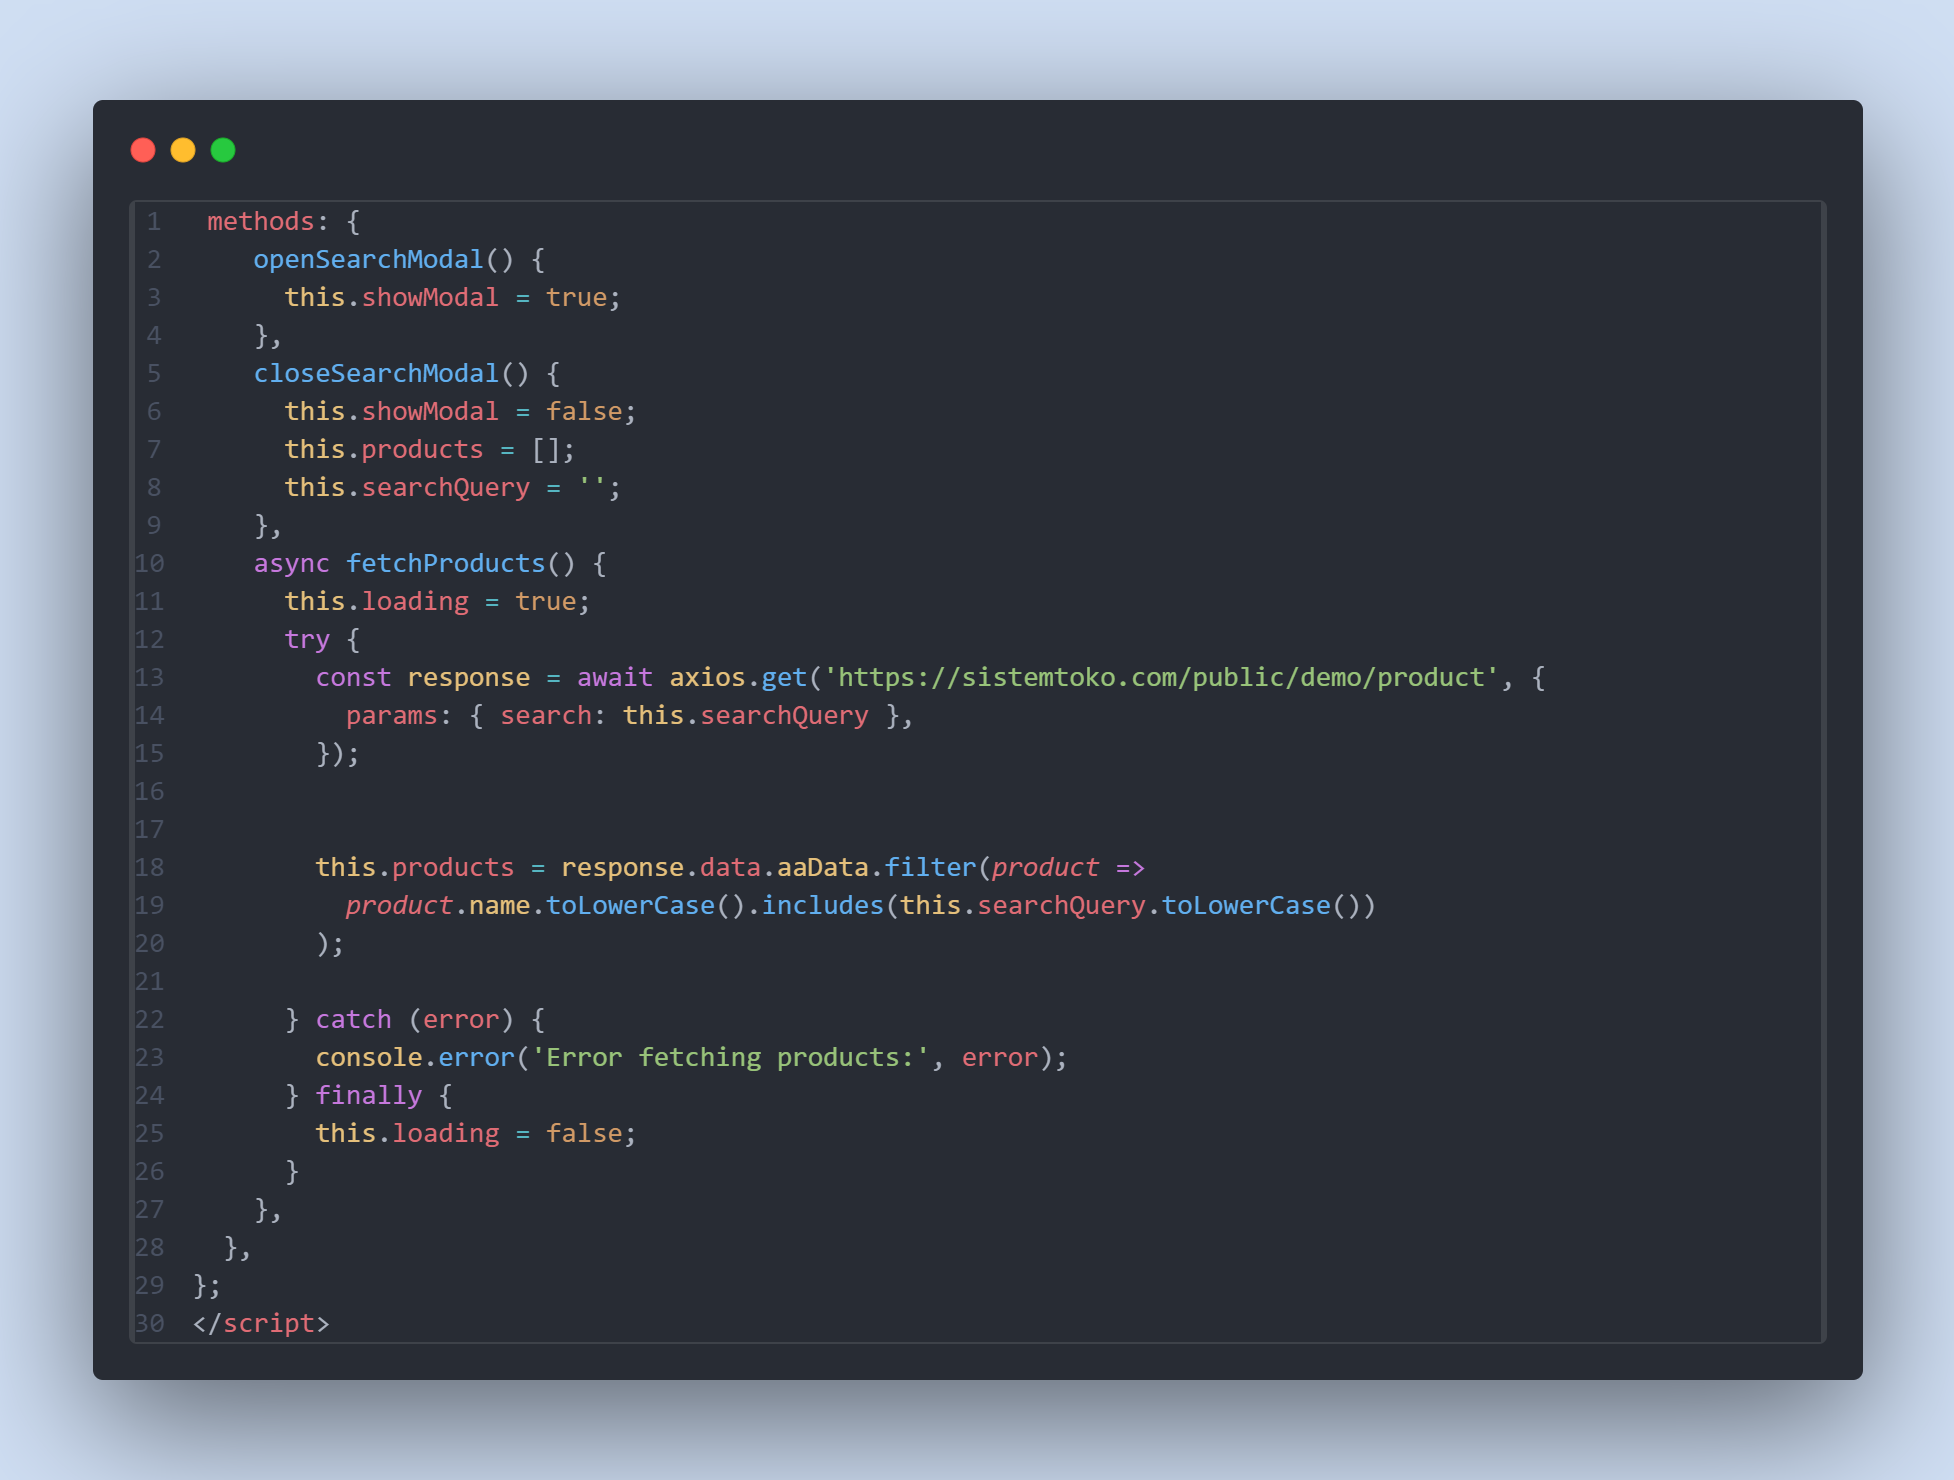 1 methods: {
2 openSearchModal() {
3 this.showModal = true;
4 },
5 closeSearchModal() {
6 this.showModal = false;
7 this.products = [];
8 this.searchQuery = '';
9 },
10 async fetchProducts() {
11 this.loading = true;
12 try {
13 const response = await axios.get('https://sistemtoko.com/public/demo/product', {
14 params: { search: this.searchQuery },
15 });
16
17
18 this.products = response.data.aaData.filter(product =>
19 product.name.toLowerCase().includes(this.searchQuery.toLowerCase())
20 );
21
22 } catch (error) {
23 console.error('Error fetching products:', error);
24 } finally {
25 this.loading = false;
26 }
27 },
28 },
29 };
30 </script>